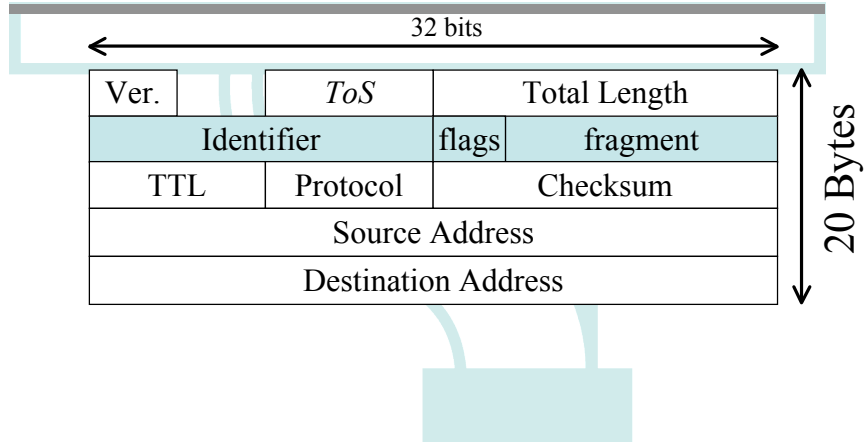 32 bits
Ver. ToS Total Length
Identifier flags fragment
TTL Protocol Checksum
Source Address
Destination Address
20 Bytes